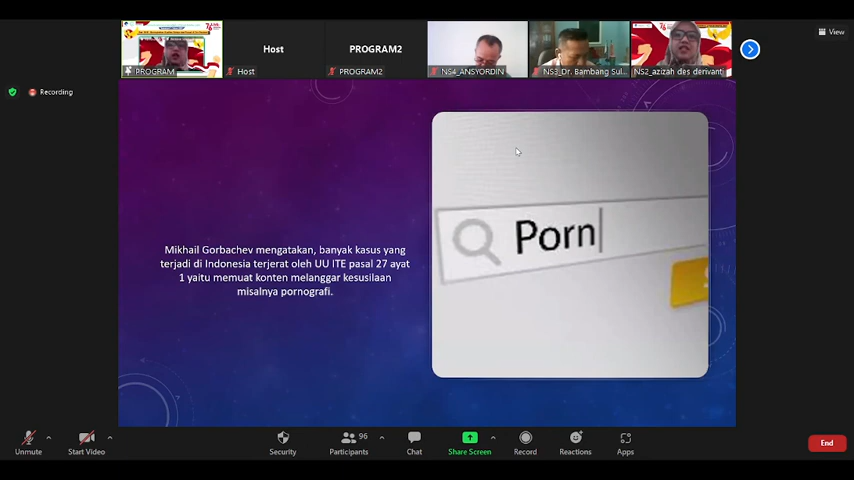 View
Host
PROGRAM2
PROGRAM
Host
PROGRAM2
NS4_ANSYORDIN
NS3_Dr. Bambang Sul...
NS2_azizah des derivanti
Recording
Porn
Mikhail Gorbachev mengatakan, banyak kasus yang
terjadi di Indonesia terjerat oleh UU ITE pasal 27 ayat
1 yaitu memuat konten melanggar kesusilaan
misalnya pornografi.
96
Unmute
Start Video
Security
Participants
Chat
Share Screen
Record
Reactions
Apps
End